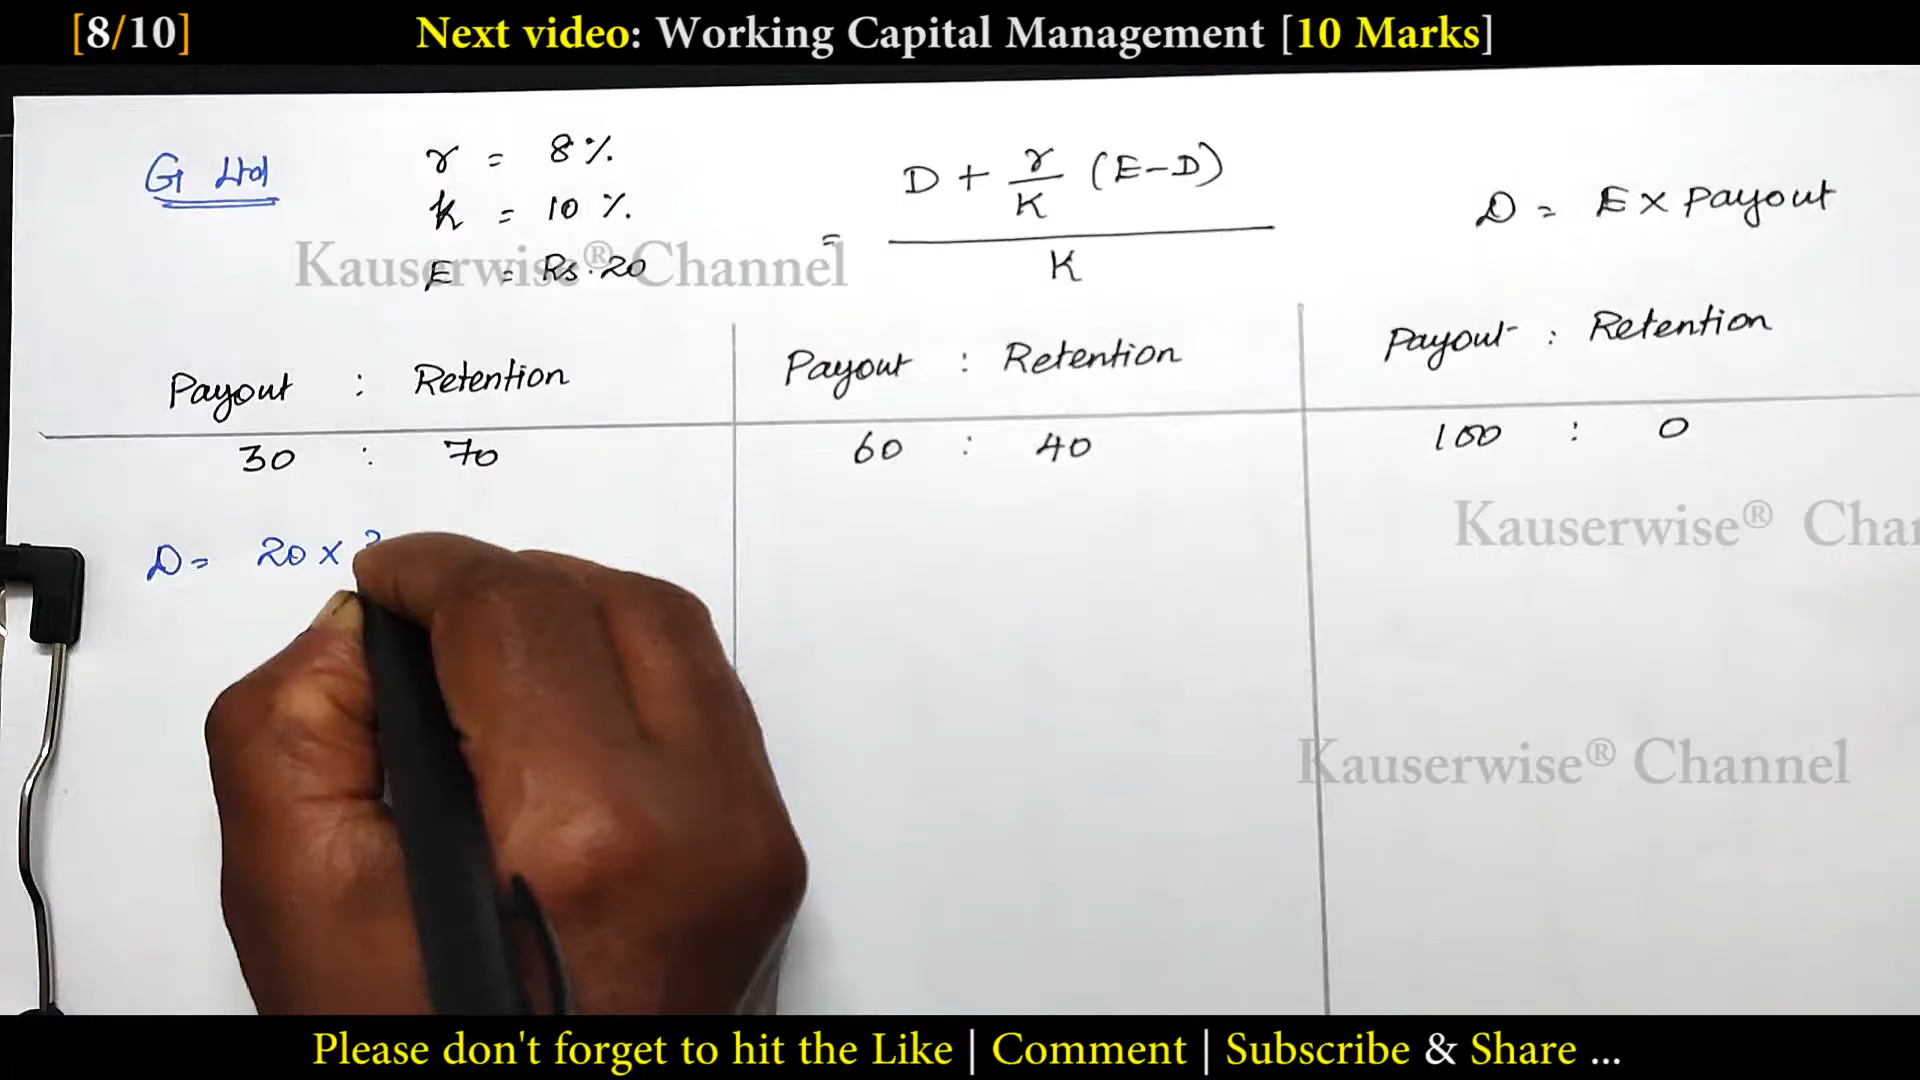 [8/10] Next video: Working Capital Management [10 Marks]
G Ltd
r = 8%
K = 10%
E = Rs. 20
= D + r/K (E-D)
K
D = E x Payout
Kauserwise® Channel
Payout : Retention
30 : 70
Payout : Retention
60 : 40
Payout : Retention
100 : 0
D = 20 x
Kauserwise® Chan
Kauserwise® Channel
Please don't forget to hit the Like | Comment | Subscribe & Share ...